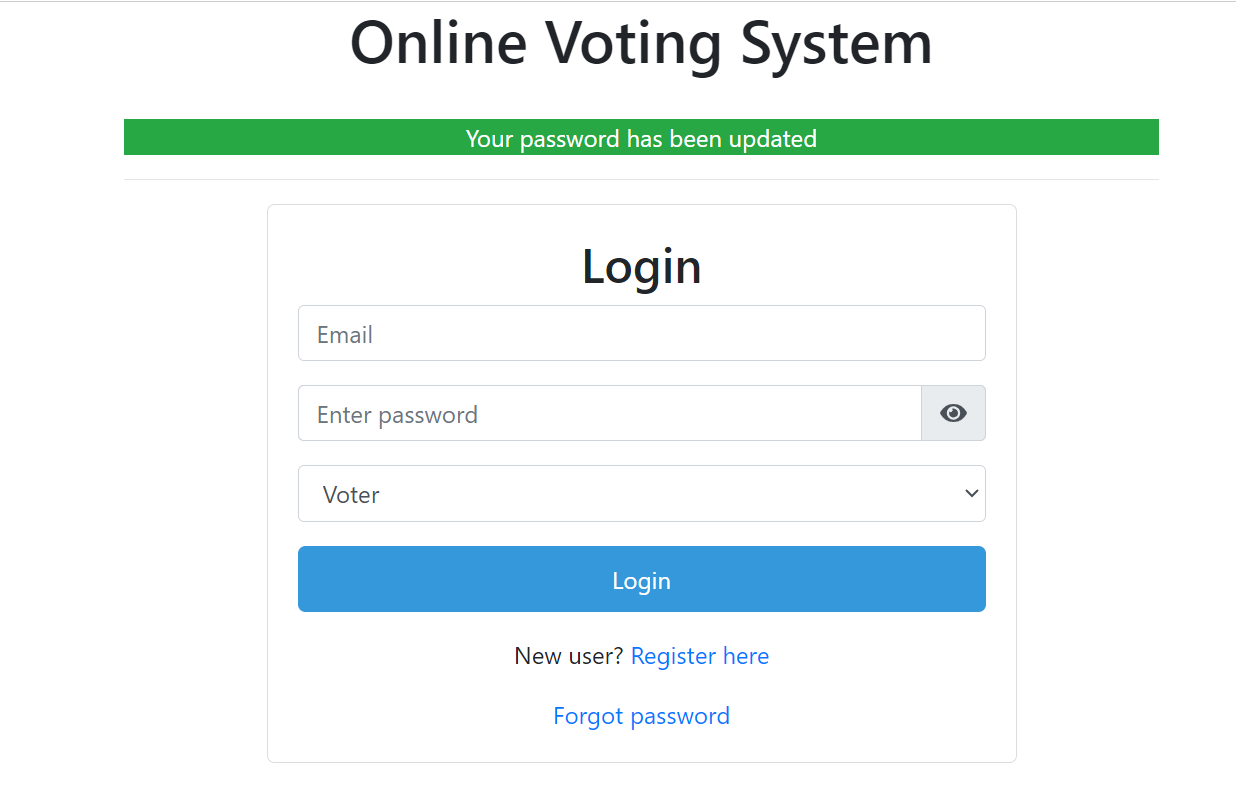 Online Voting System
Your password has been updated
Login
Email
Enter password
Voter
Login
New user? Register here
Forgot password